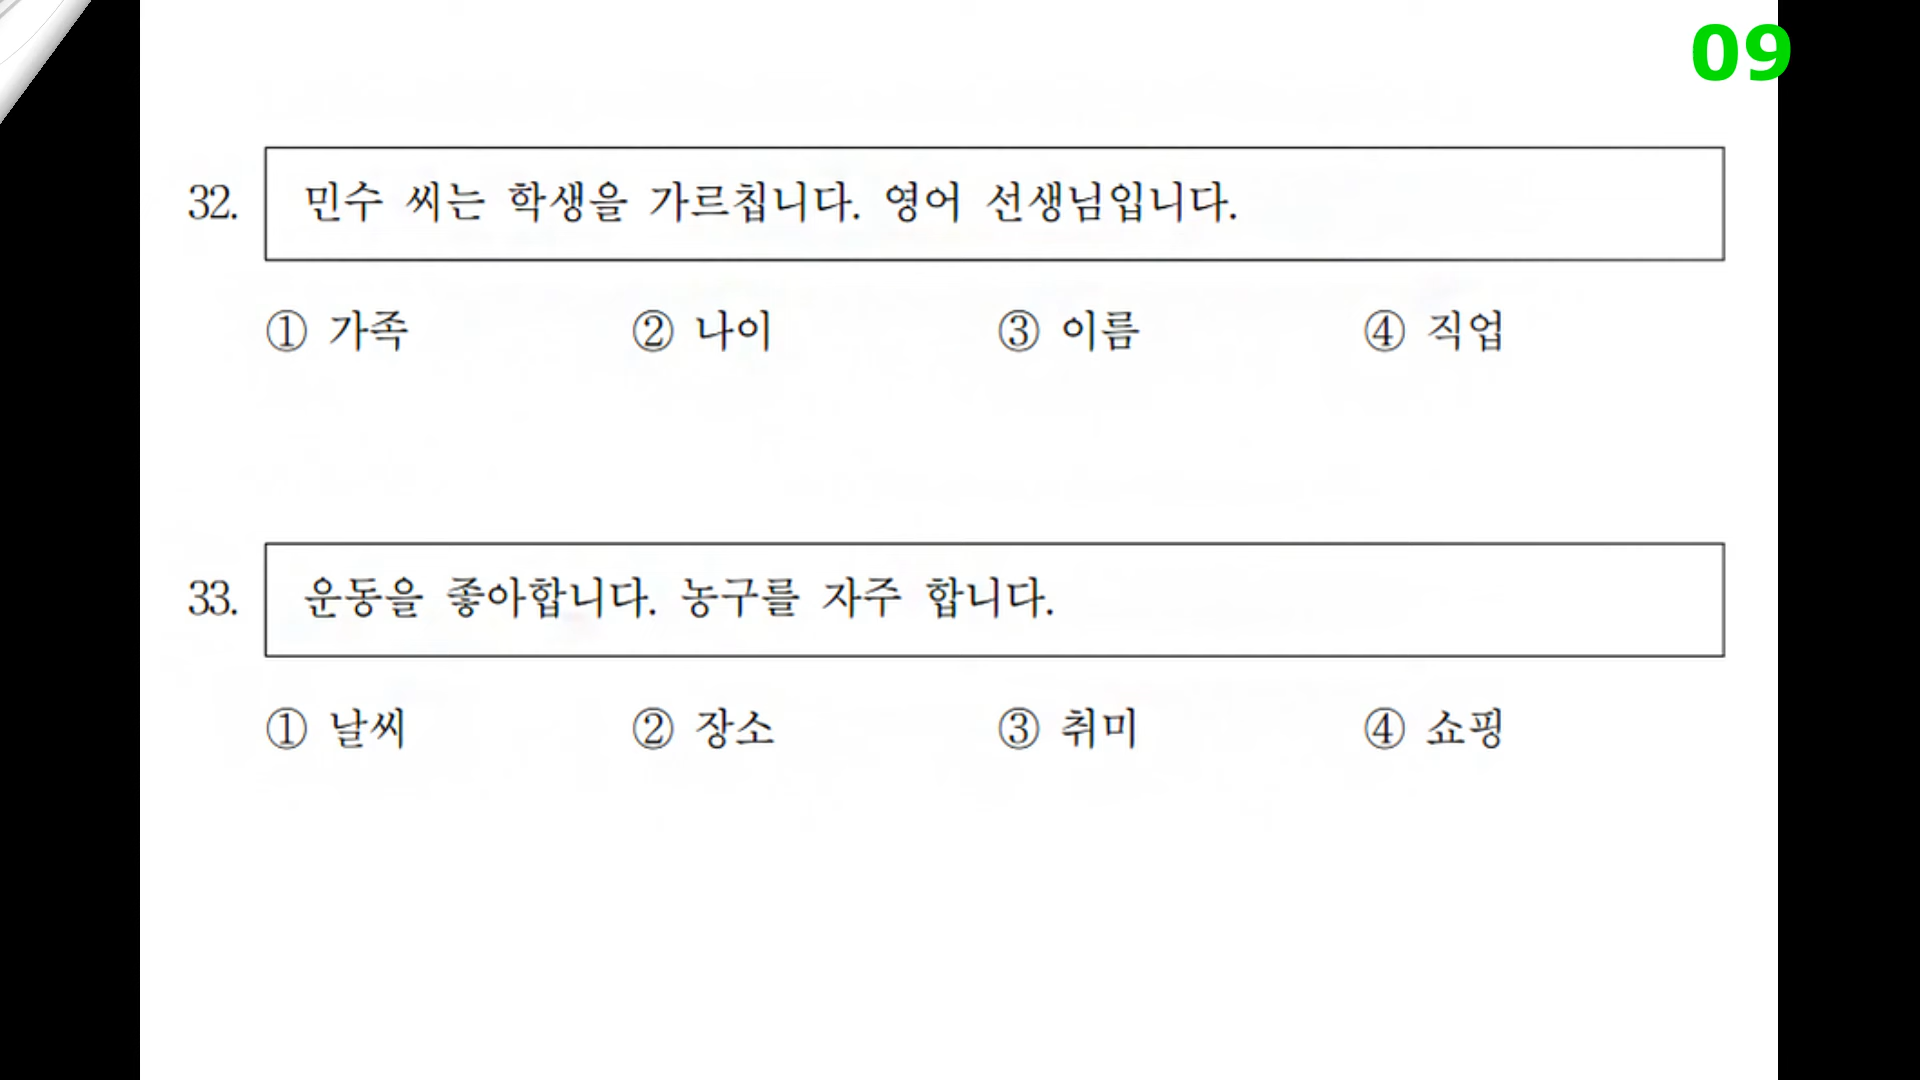 09
32. 민수 씨는 학생을 가르칩니다. 영어 선생님입니다.
① 가족 ② 나이 ③ 이름 ④ 직업
33. 운동을 좋아합니다. 농구를 자주 합니다.
① 날씨 ② 장소 ③ 취미 ④ 쇼핑